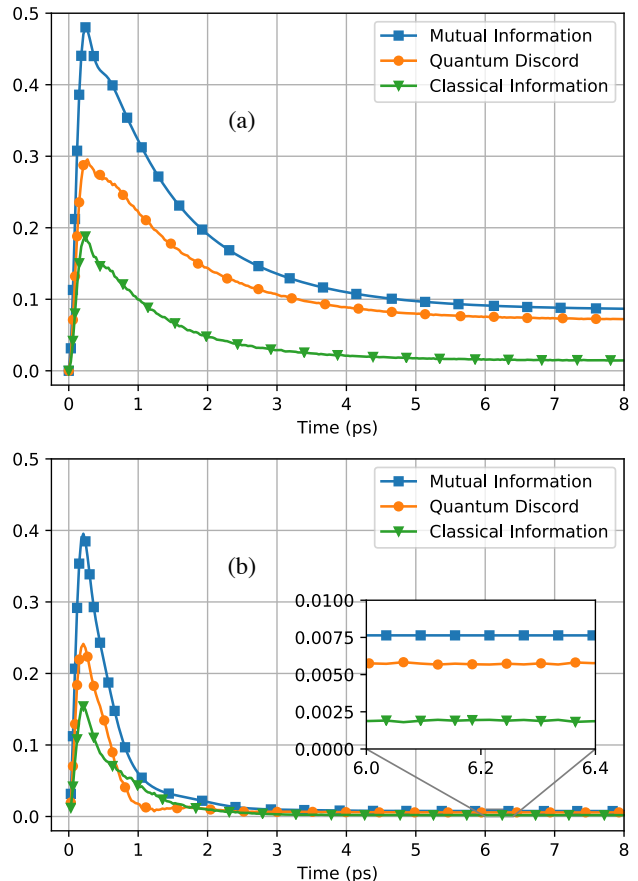 0.5
0.4
0.3
0.2
0.1
0.0
Mutual Information
Quantum Discord
Classical Information
(a)
0 1 2 3 4 5 6 7 8
Time (ps)
0.5
0.4
0.3
0.2
0.1
0.0
Mutual Information
Quantum Discord
Classical Information
(b)
0.0100
0.0075
0.0050
0.0025
0.0000
6.0 6.2 6.4
0 1 2 3 4 5 6 7 8
Time (ps)